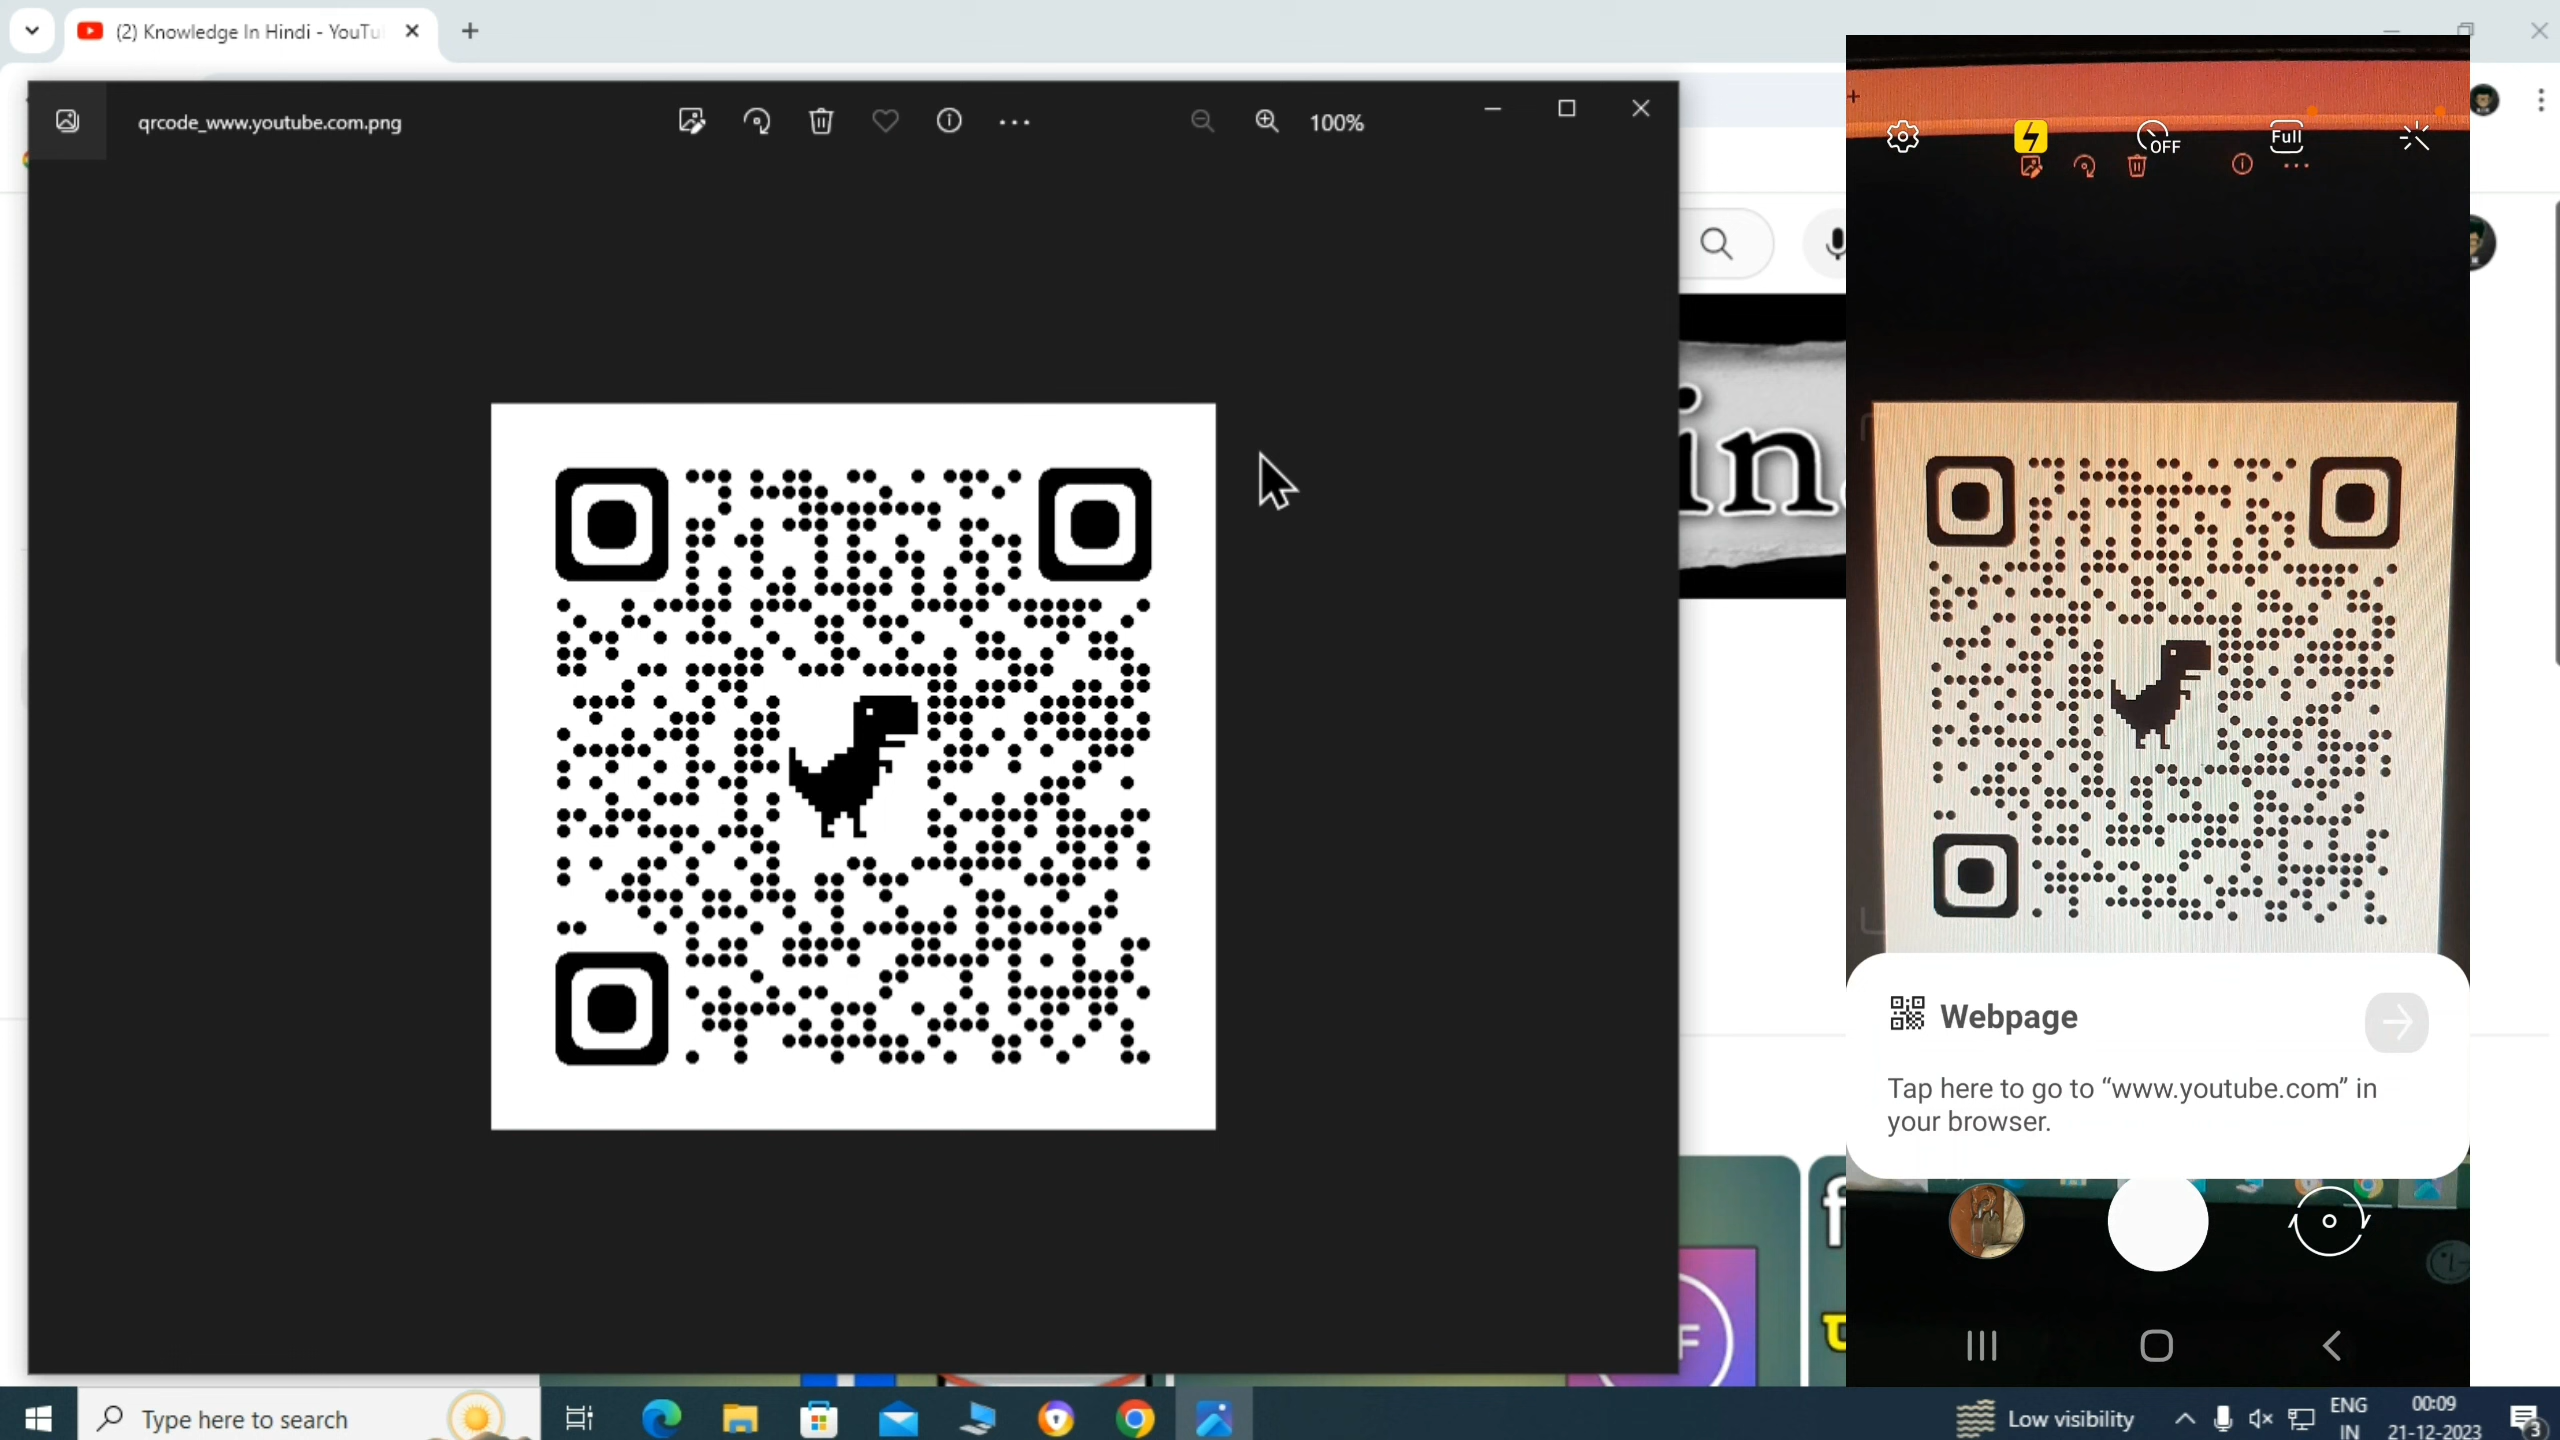 (2) Knowledge In Hindi - YouTu
qrcode_www.youtube.com.png
100%
in
OFF
Full
Webpage
Tap here to go to “www.youtube.com” in
your browser.
f
F
Type here to search
Low visibility
ENG
IN
00:09
21-12-2023
3